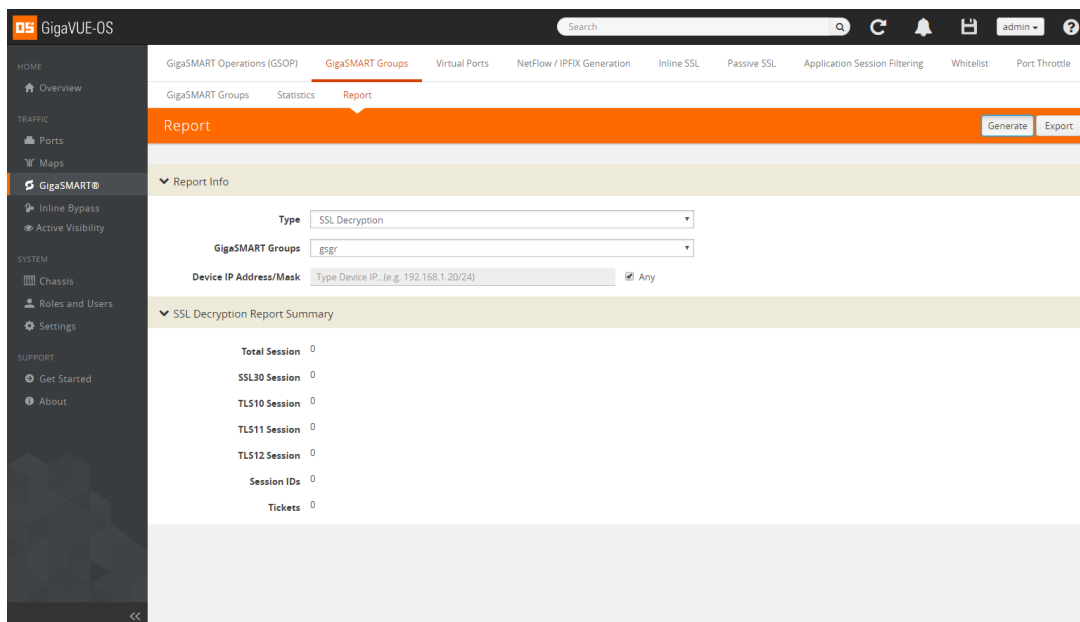 OS GigaVUE-OS
Search
admin
?
HOME
Overview
TRAFFIC
Ports
Maps
GigaSMART®
Inline Bypass
Active Visibility
SYSTEM
Chassis
Roles and Users
Settings
SUPPORT
Get Started
About
GigaSMART Operations (GSOP) GigaSMART Groups Virtual Ports NetFlow / IPFIX Generation Inline SSL Passive SSL Application Session Filtering Whitelist Port Throttle
GigaSMART Groups Statistics Report
Report Generate Export
Report Info
Type SSL Decryption
GigaSMART Groups gsgr
Device IP Address/Mask Type Device IP...(e.g. 192.168.1.20/24) Any
SSL Decryption Report Summary
Total Session 0
SSL30 Session 0
TLS10 Session 0
TLS11 Session 0
TLS12 Session 0
Session IDs 0
Tickets 0